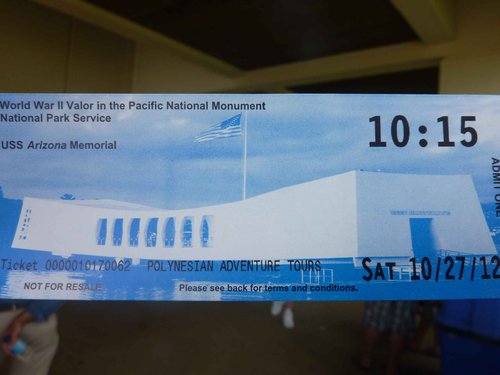 World War II Valor in the Pacific National Monument
National Park Service
10:15
USS Arizona Memorial
ADMIT ONE
Ticket 0000010170062 POLYNESIAN ADVENTURE TOURS
SAT 10/27/12
NOT FOR RESALE
Please see back for terms and conditions.